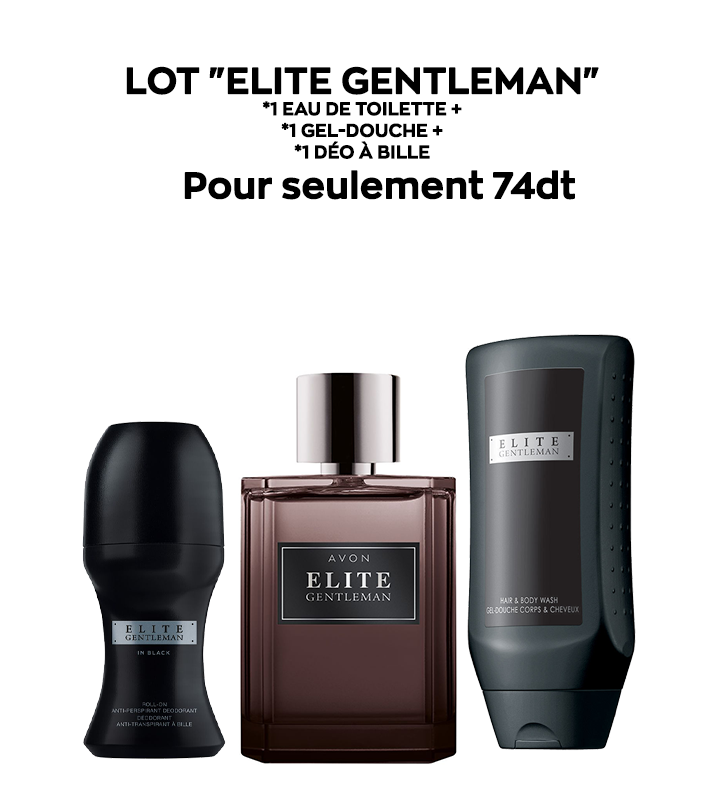 LOT "ELITE GENTLEMAN"
*1 EAU DE TOILETTE +
*1 GEL-DOUCHE +
*1 DÉO À BILLE
Pour seulement 74dt
ELITE
GENTLEMAN
IN BLACK
ROLL-ON
ANTI-PERSPIRANT DEODORANT
DÉODORANT
ANTI-TRANSPIRANT À BILLE
AVON
ELITE
GENTLEMAN
ELITE
GENTLEMAN
HAIR & BODY WASH
GEL-DOUCHE CORPS & CHEVEUX